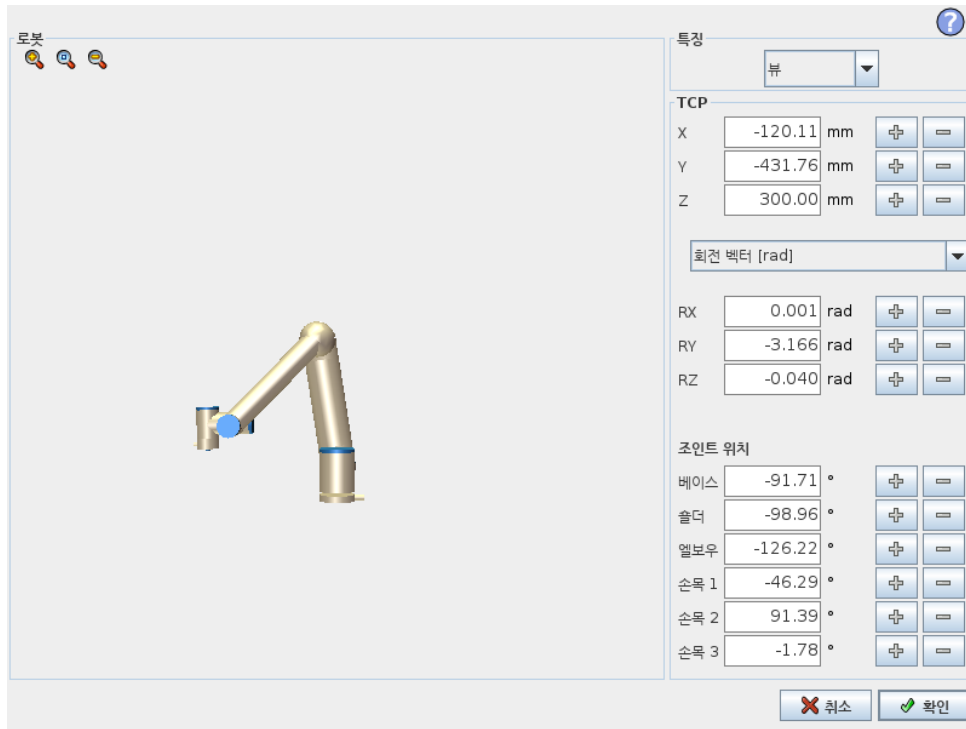 로봇
특징
뷰
TCP
X -120.11 mm
Y -431.76 mm
Z 300.00 mm
회전 벡터 [rad]
RX 0.001 rad
RY -3.166 rad
RZ -0.040 rad
조인트 위치
베이스 -91.71 °
숄더 -98.96 °
엘보우 -126.22 °
손목 1 -46.29 °
손목 2 91.39 °
손목 3 -1.78 °
취소 확인